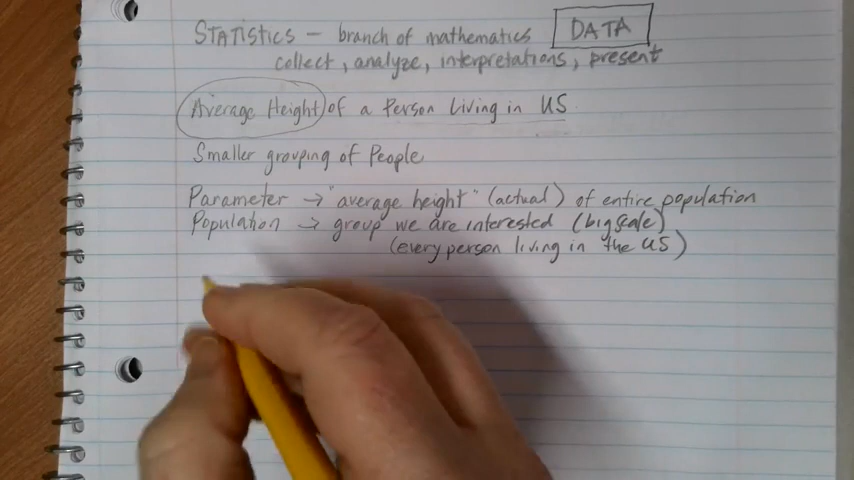 STATISTICS – branch of mathematics DATA
collect, analyze, interpretations, present
Average Height of a Person Living in US
Smaller grouping of People
Parameter → "average height" (actual) of entire population
Population → group we are interested (big scale)
(every person living in the US)